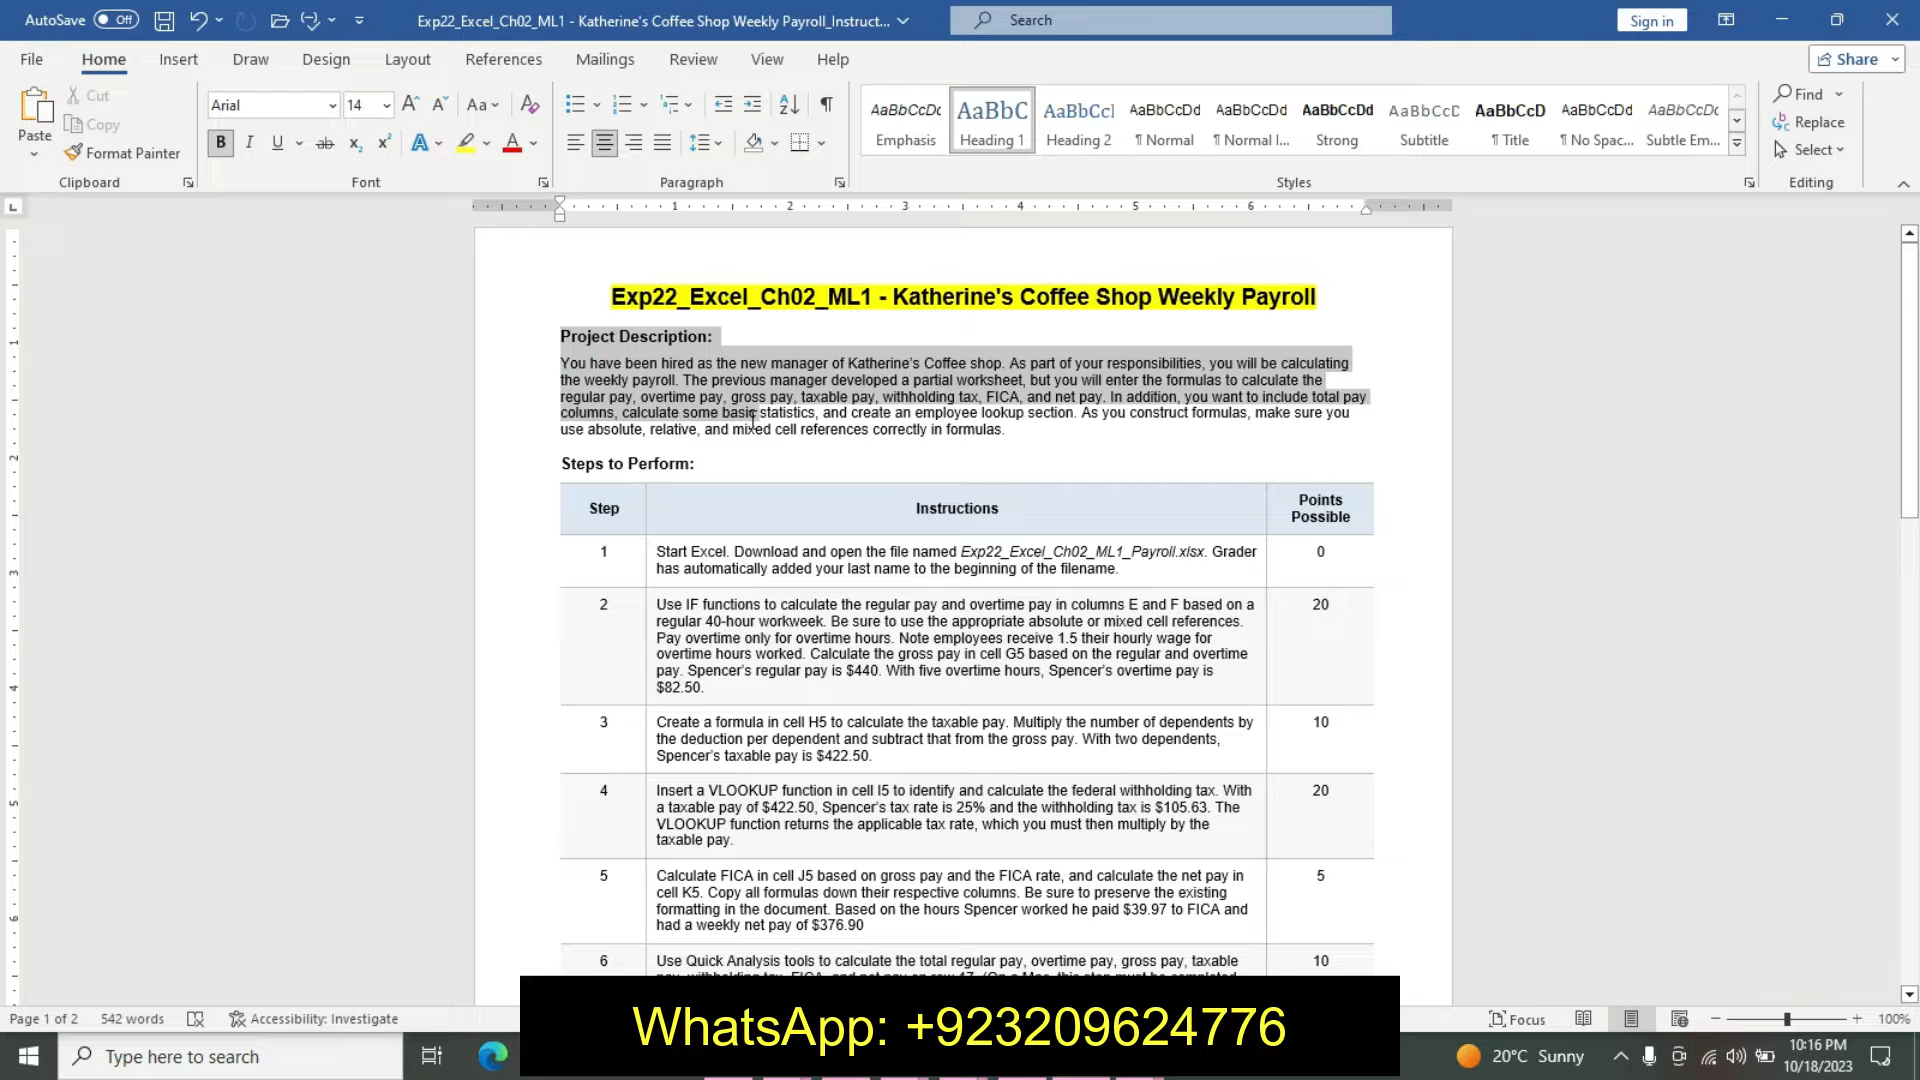 AutoSave Off Exp22_Excel_Ch02_ML1 - Katherine's Coffee Shop Weekly Payroll_Instruct... Search Sign in
File Home Insert Draw Design Layout References Mailings Review View Help Share
Paste Cut Copy Format Painter
Arial 14 Aa
B I U ab x₂ x² A A
AaBbCcDc AaBbC AaBbCcl AaBbCcDd AaBbCcDd AaBbCcDd AaBbCcD AaBbCcD AaBbCcDd AaBbCcDc
Emphasis Heading 1 Heading 2 ¶ Normal ¶ Normal I... Strong Subtitle ¶ Title ¶ No Spac... Subtle Em...
Find Replace Select
Clipboard Font Paragraph Styles Editing
1 2 3 4 5 6
Exp22_Excel_Ch02_ML1 - Katherine's Coffee Shop Weekly Payroll
Project Description:
You have been hired as the new manager of Katherine's Coffee shop. As part of your responsibilities, you will be calculating
the weekly payroll. The previous manager developed a partial worksheet, but you will enter the formulas to calculate the
regular pay, overtime pay, gross pay, taxable pay, withholding tax, FICA, and net pay. In addition, you want to include total pay
columns, calculate some basic statistics, and create an employee lookup section. As you construct formulas, make sure you
use absolute, relative, and mixed cell references correctly in formulas.
Steps to Perform:
Step Instructions Points Possible
1 Start Excel. Download and open the file named Exp22_Excel_Ch02_ML1_Payroll.xlsx. Grader 0
has automatically added your last name to the beginning of the filename.
2 Use IF functions to calculate the regular pay and overtime pay in columns E and F based on a 20
regular 40-hour workweek. Be sure to use the appropriate absolute or mixed cell references.
Pay overtime only for overtime hours. Note employees receive 1.5 their hourly wage for
overtime hours worked. Calculate the gross pay in cell G5 based on the regular and overtime
pay. Spencer's regular pay is $440. With five overtime hours, Spencer's overtime pay is
$82.50.
3 Create a formula in cell H5 to calculate the taxable pay. Multiply the number of dependents by 10
the deduction per dependent and subtract that from the gross pay. With two dependents,
Spencer's taxable pay is $422.50.
4 Insert a VLOOKUP function in cell I5 to identify and calculate the federal withholding tax. With 20
a taxable pay of $422.50, Spencer's tax rate is 25% and the withholding tax is $105.63. The
VLOOKUP function returns the applicable tax rate, which you must then multiply by the
taxable pay.
5 Calculate FICA in cell J5 based on gross pay and the FICA rate, and calculate the net pay in 5
cell K5. Copy all formulas down their respective columns. Be sure to preserve the existing
formatting in the document. Based on the hours Spencer worked he paid $39.97 to FICA and
had a weekly net pay of $376.90
6 Use Quick Analysis tools to calculate the total regular pay, overtime pay, gross pay, taxable 10
WhatsApp: +923209624776
Page 1 of 2 542 words Accessibility: Investigate Focus 100%
Type here to search 20°C Sunny 10:16 PM
10/18/2023